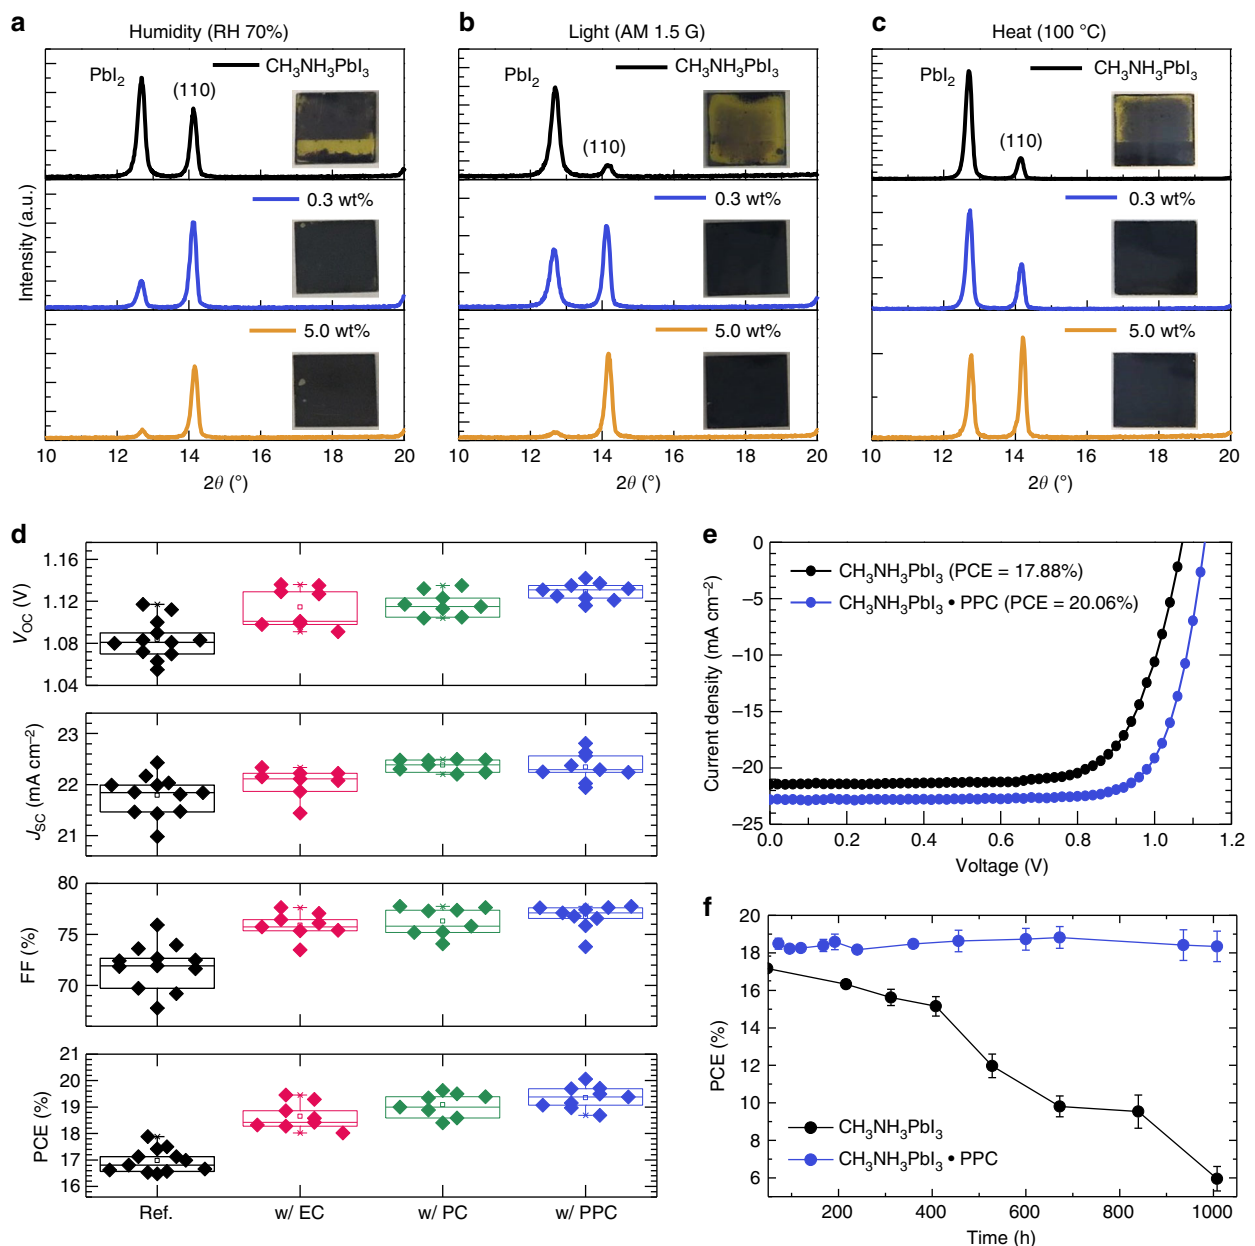 a
Humidity (RH 70%)
b
Light (AM 1.5 G)
c
Heat (100 °C)
PbI2
(110)
CH3NH3PbI3
PbI2
(110)
CH3NH3PbI3
PbI2
(110)
CH3NH3PbI3
Intensity (a.u.)
0.3 wt%
0.3 wt%
0.3 wt%
5.0 wt%
5.0 wt%
5.0 wt%
10 12 14 16 18 20
10 12 14 16 18 20
10 12 14 16 18 20
2θ (°)
2θ (°)
2θ (°)
d
VOC (V)
1.16
1.12
1.08
1.04
JSC (mA cm−2)
23
22
21
FF (%)
80
75
70
PCE (%)
21
20
19
18
17
16
Ref. w/ EC w/ PC w/ PPC
e
Current density (mA cm−2)
0
−5
−10
−15
−20
−25
CH3NH3PbI3 (PCE = 17.88%)
CH3NH3PbI3 • PPC (PCE = 20.06%)
0.0 0.2 0.4 0.6 0.8 1.0 1.2
Voltage (V)
f
PCE (%)
20
18
16
14
12
10
8
6
CH3NH3PbI3
CH3NH3PbI3 • PPC
200 400 600 800 1000
Time (h)